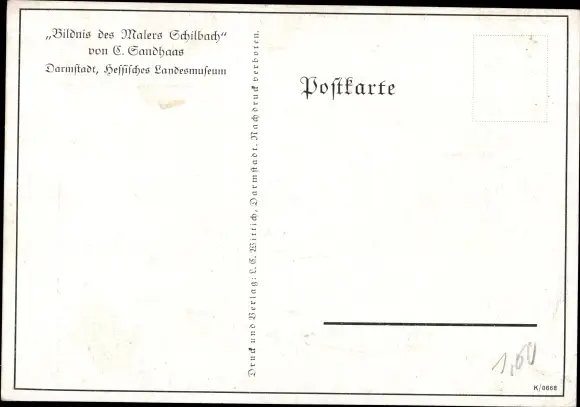 „Bildnis des Malers Schilbach“
von C. Sandhaas
Darmstadt, Hessisches Landesmuseum
Druck und Verlag: L. C. Wittich, Darmstadt. Nachdruck verboten.
Postkarte
1,60
K/0668